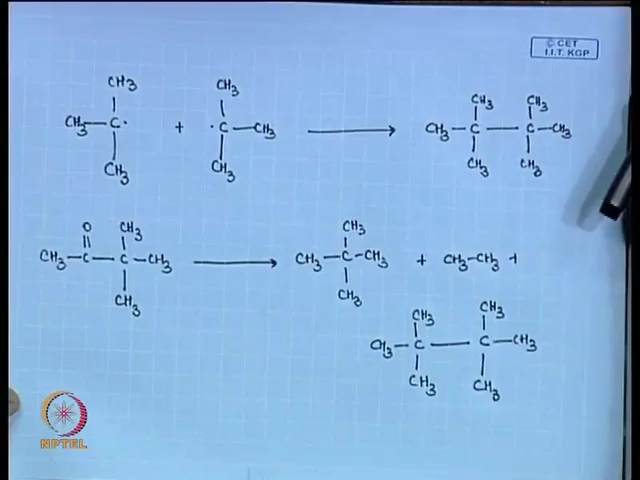 © CET
I.I.T. KGP
CH3 CH3 CH3 CH3
CH3—C· + ·C—CH3 → CH3—C—C—CH3
CH3 CH3 CH3 CH3
O CH3 CH3
CH3—C—C—CH3 → CH3—C—CH3 + CH3—CH3 +
CH3 CH3
CH3 CH3
CH3—C—C—CH3
CH3 CH3
NPTEL